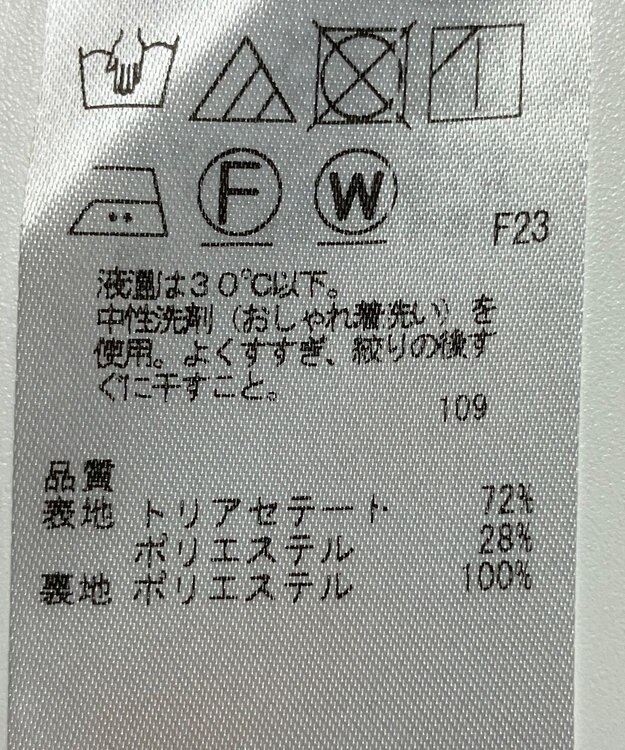 F W F23
液温は30℃以下。
中性洗剤（おしゃれ着洗い）を
使用。よくすすぎ、絞りの後す
ぐに干すこと。
109
品質
表地 トリアセテート 72%
ポリエステル 28%
裏地 ポリエステル 100%